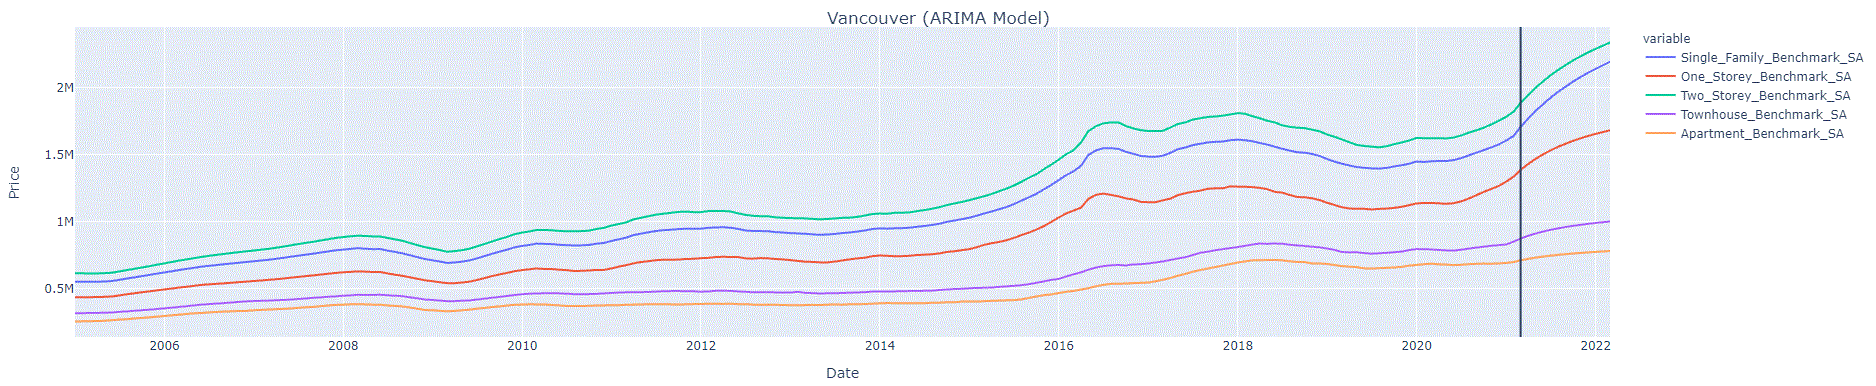 Vancouver (ARIMA Model)
variable
Single_Family_Benchmark_SA
One_Storey_Benchmark_SA
Two_Storey_Benchmark_SA
Townhouse_Benchmark_SA
Apartment_Benchmark_SA
2M
1.5M
1M
0.5M
Price
2006 2008 2010 2012 2014 2016 2018 2020 2022
Date